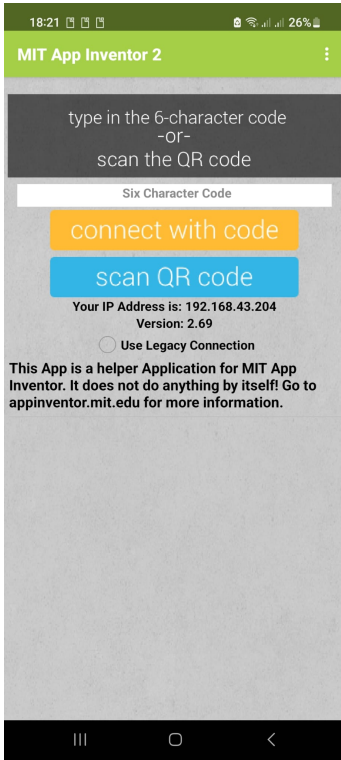 18:21
26%
MIT App Inventor 2
type in the 6-character code
-or-
scan the QR code
Six Character Code
connect with code
scan QR code
Your IP Address is: 192.168.43.204
Version: 2.69
Use Legacy Connection
This App is a helper Application for MIT App
Inventor. It does not do anything by itself! Go to
appinventor.mit.edu for more information.